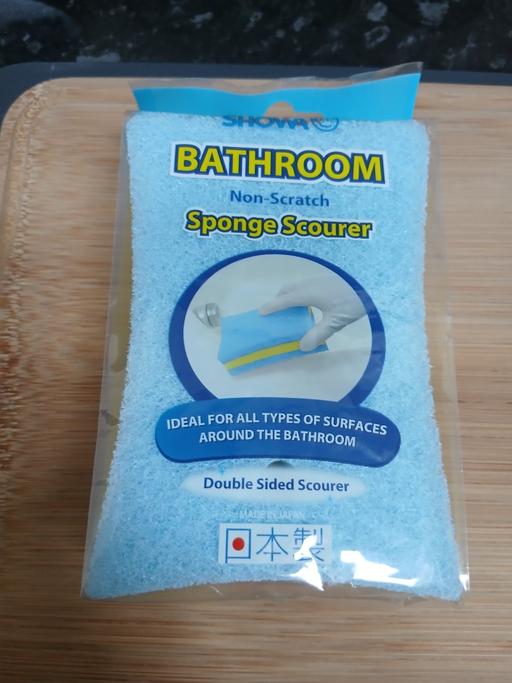 SHOWA
BATHROOM
Non-Scratch
Sponge Scourer
IDEAL FOR ALL TYPES OF SURFACES
AROUND THE BATHROOM
Double Sided Scourer
MADE IN JAPAN
日本製